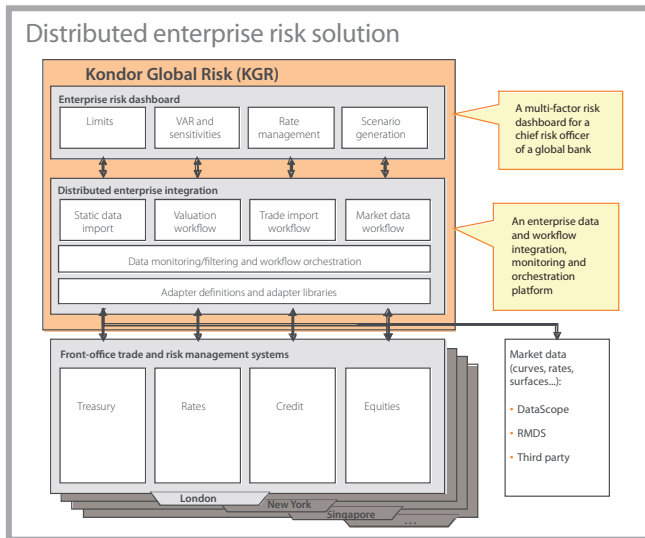 Distributed enterprise risk solution
Kondor Global Risk (KGR)
Enterprise risk dashboard
Limits
VAR and
sensitivities
Rate
management
Scenario
generation
A multi-factor risk
dashboard for a
chief risk officer
of a global bank
Distributed enterprise integration
Static data
import
Valuation
workflow
Trade import
workflow
Market data
workflow
Data monitoring/filtering and workflow orchestration
Adapter definitions and adapter libraries
An enterprise data
and workflow
integration,
monitoring and
orchestration
platform
Front-office trade and risk management systems
Treasury
Rates
Credit
Equities
London
New York
Singapore
...
Market data
(curves, rates,
surfaces...):
• DataScope
• RMDS
• Third party